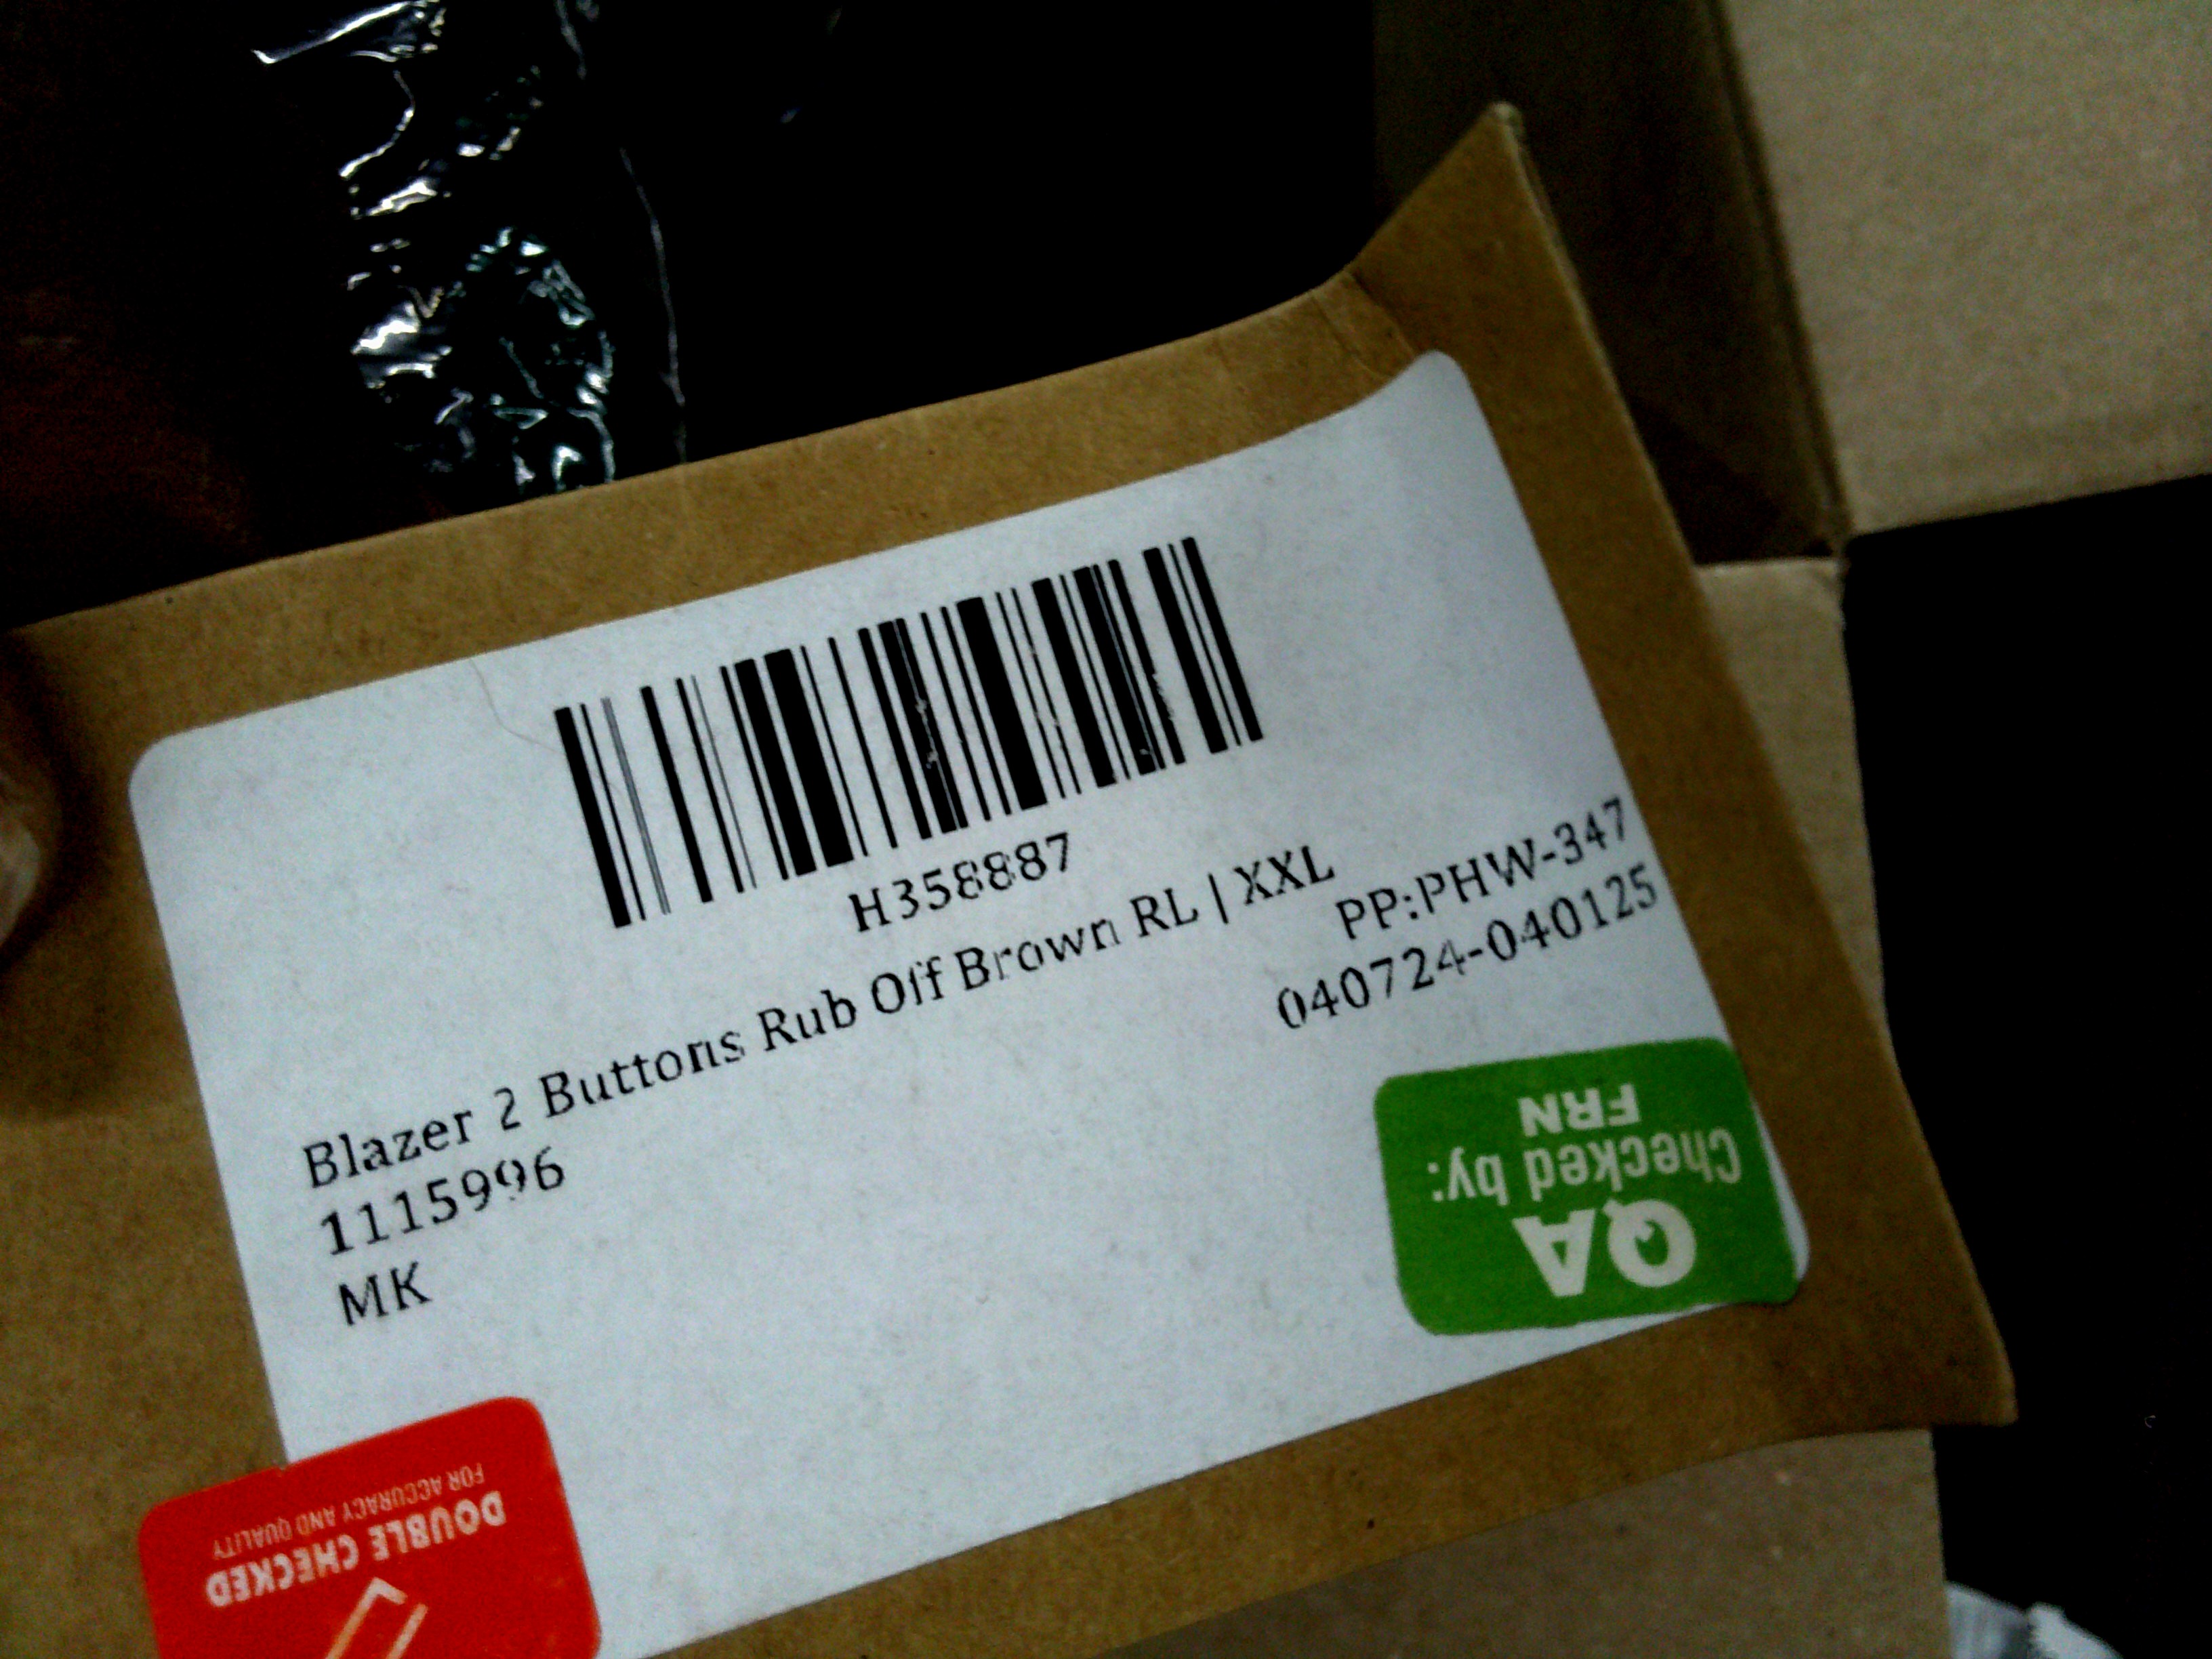 H358887
Blazer 2 Buttons Rub Off Brown RL | XXL
PP:PHW-347
1115996
040724-040125
MK
QA
Checked by:
FRN
DOUBLE CHECKED
FOR ACCURACY AND QUALITY